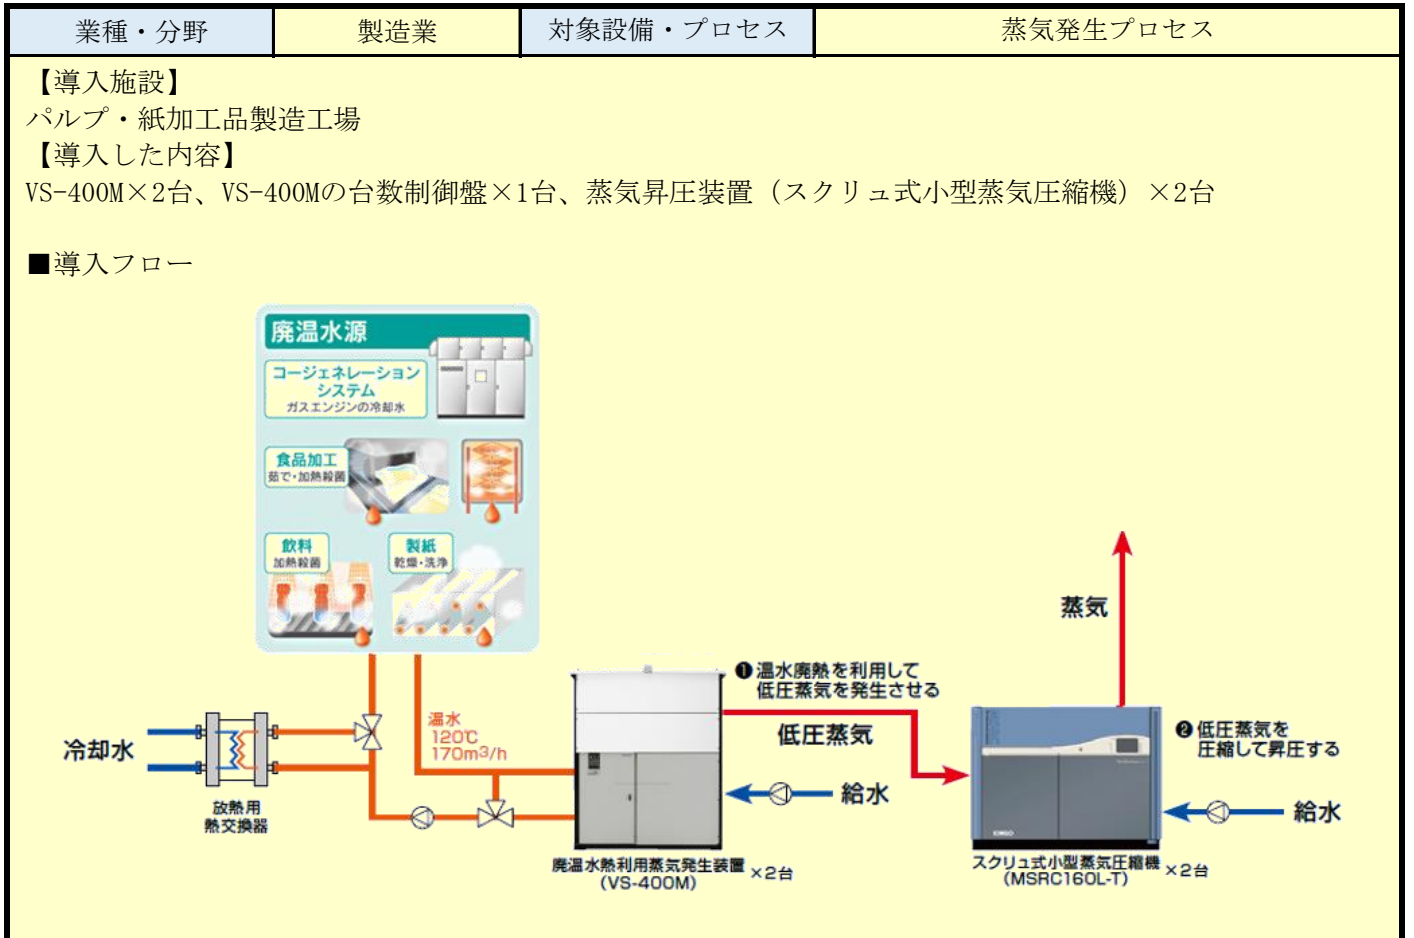 業種・分野 製造業 対象設備・プロセス 蒸気発生プロセス
【導入施設】
パルプ・紙加工品製造工場
【導入した内容】
VS-400M×2台、VS-400Mの台数制御盤×1台、蒸気昇圧装置（スクリュ式小型蒸気圧縮機）×2台
■導入フロー
廃温水源
コージェネレーション
システム
ガスエンジンの冷却水
食品加工
茹で・加熱殺菌
飲料
加熱殺菌
製紙
乾燥・洗浄
蒸気
❶温水廃熱を利用して
低圧蒸気を発生させる
低圧蒸気
温水
120℃
170m³/h
冷却水
放熱用
熱交換器
給水
廃温水熱利用蒸気発生装置
(VS-400M)
×2台
❷低圧蒸気を
圧縮して昇圧する
給水
スクリュ式小型蒸気圧縮機
(MSRC160L-T)
×2台